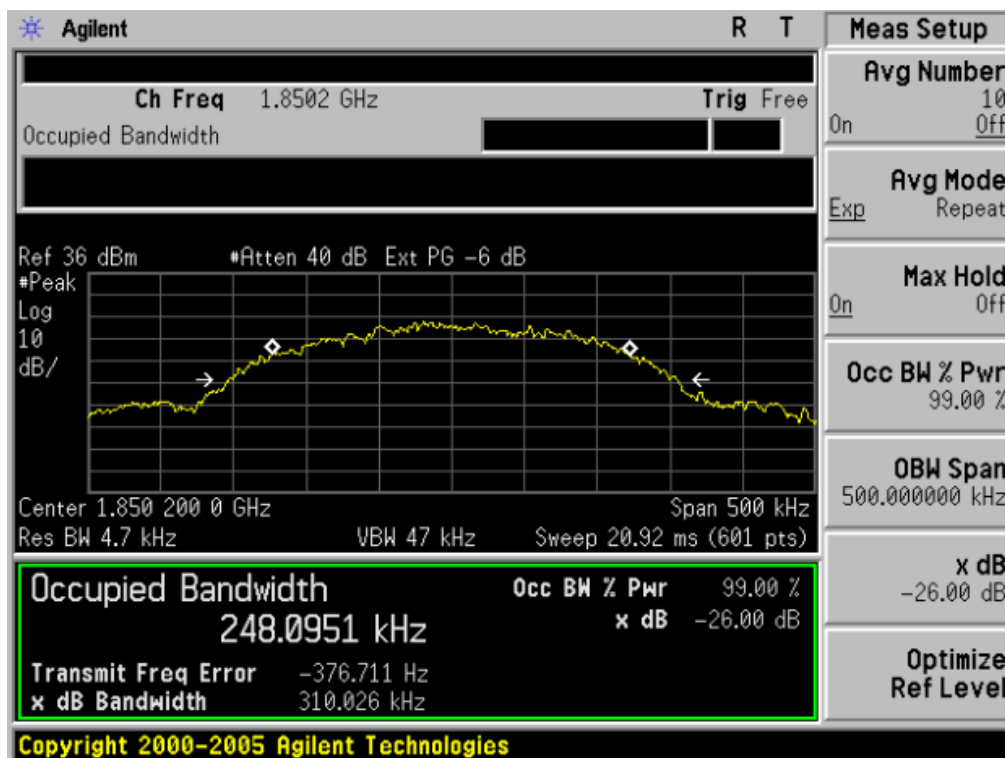 Agilent R T
Ch Freq 1.8502 GHz Trig Free
Occupied Bandwidth
Ref 36 dBm #Atten 40 dB Ext PG -6 dB
#Peak
Log
10
dB/
Center 1.850 200 0 GHz Span 500 kHz
Res BW 4.7 kHz VBW 47 kHz Sweep 20.92 ms (601 pts)
Occupied Bandwidth
248.0951 kHz
Occ BW % Pwr 99.00 %
x dB -26.00 dB
Transmit Freq Error -376.711 Hz
x dB Bandwidth 310.026 kHz
Copyright 2000-2005 Agilent Technologies
Meas Setup
Avg Number
10
On Off
Avg Mode
Exp Repeat
Max Hold
On Off
Occ BW % Pwr
99.00 %
OBW Span
500.000000 kHz
x dB
-26.00 dB
Optimize
Ref Level